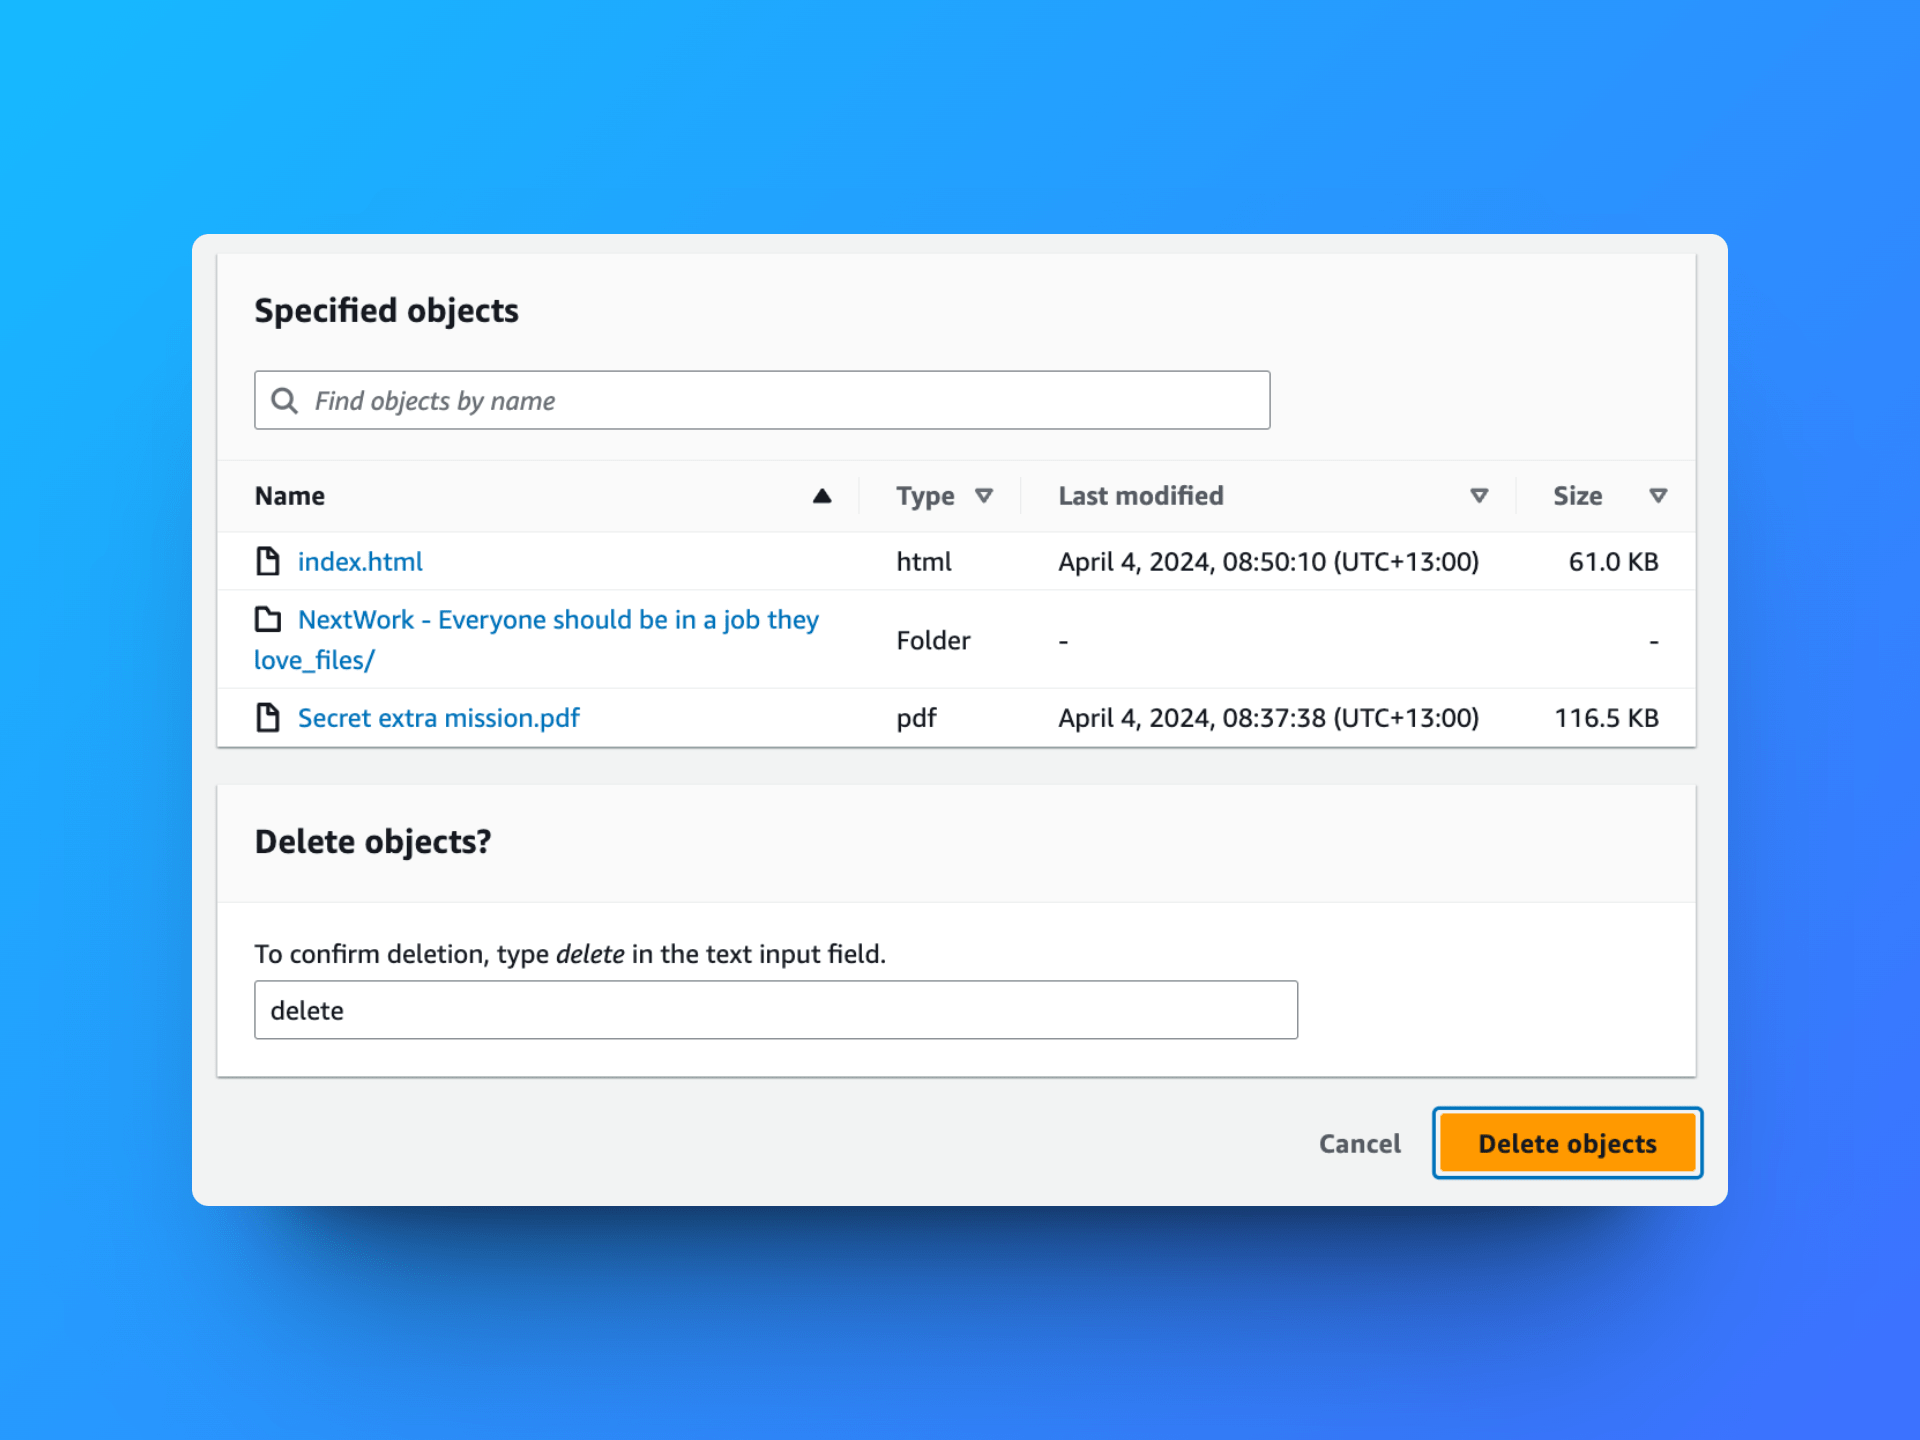 Specified objects
Find objects by name
Name Type Last modified Size
index.html html April 4, 2024, 08:50:10 (UTC+13:00) 61.0 KB
NextWork - Everyone should be in a job they
love_files/ Folder - -
Secret extra mission.pdf pdf April 4, 2024, 08:37:38 (UTC+13:00) 116.5 KB
Delete objects?
To confirm deletion, type delete in the text input field.
delete
Cancel Delete objects